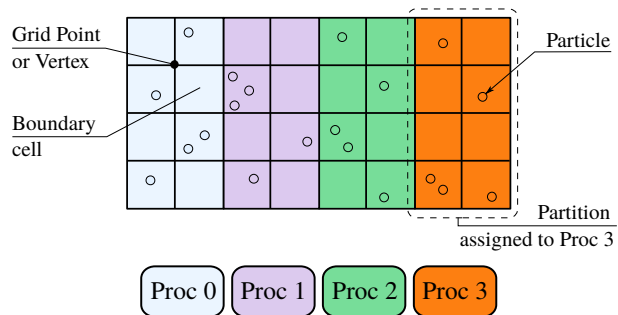 Grid Point
or Vertex
Boundary
cell
Particle
Partition
assigned to Proc 3
Proc 0
Proc 1
Proc 2
Proc 3